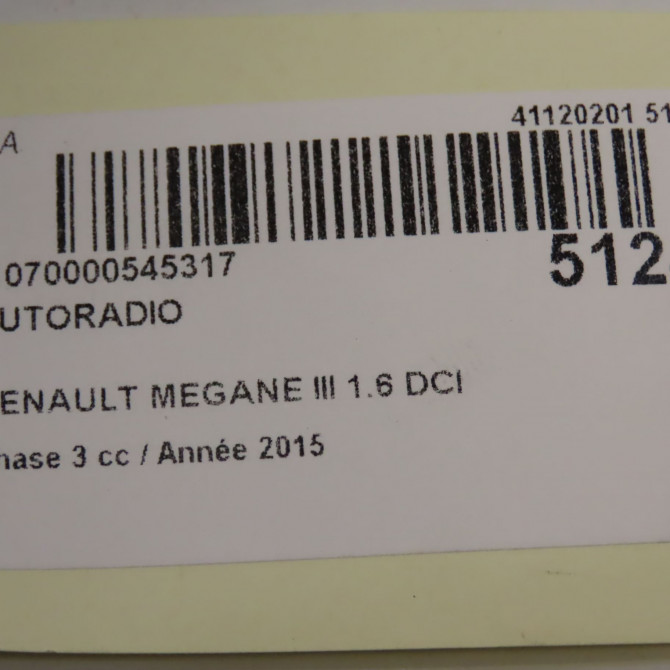 A
41120201 51
070000545317
512
UTORADIO
ENAULT MEGANE III 1.6 DCI
hase 3 cc / Année 2015